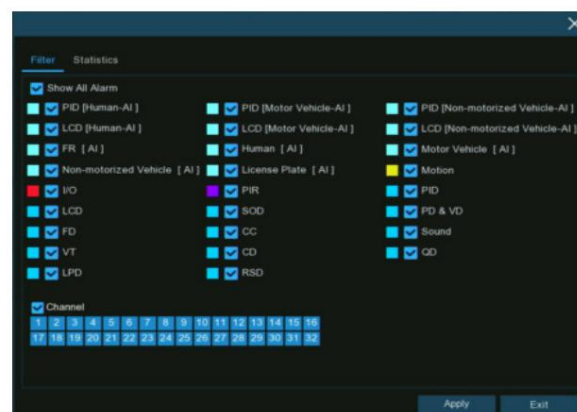 Filter Statistics
Show All Alarm
PID [Human-AI ] PID [Motor Vehicle-AI ] PID [Non-motorized Vehicle-AI ]
LCD [Human-AI ] LCD [Motor Vehicle-AI ] LCD [Non-motorized Vehicle-AI ]
FR [ AI ] Human [ AI ] Motor Vehicle [ AI ]
Non-motorized Vehicle [ AI ] License Plate [ AI ] Motion
I/O PIR PID
LCD SOD PD & VD
FD CC Sound
VT CD QD
LPD RSD
Channel
1 2 3 4 5 6 7 8 9 10 11 12 13 14 15 16
17 18 19 20 21 22 23 24 25 26 27 28 29 30 31 32
Apply Exit